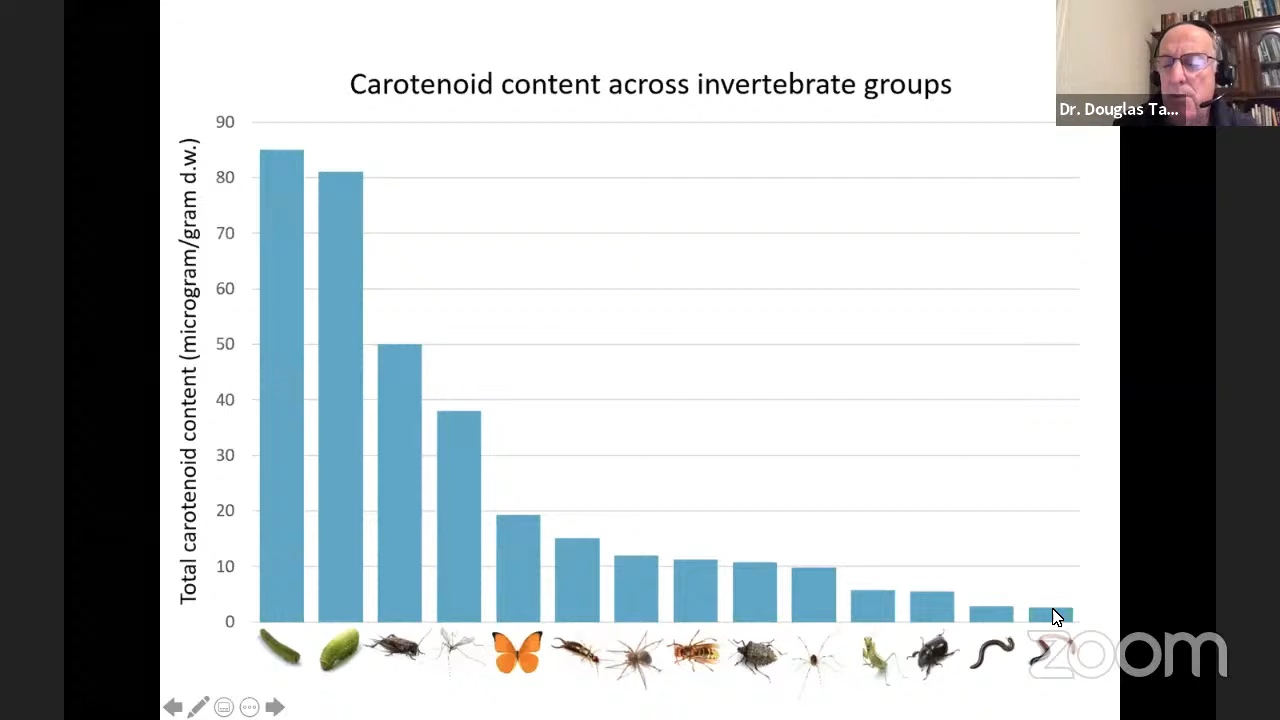 Carotenoid content across invertebrate groups
Dr. Douglas Ta...
Total carotenoid content (microgram/gram d.w.)
90
80
70
60
50
40
30
20
10
0
zoom